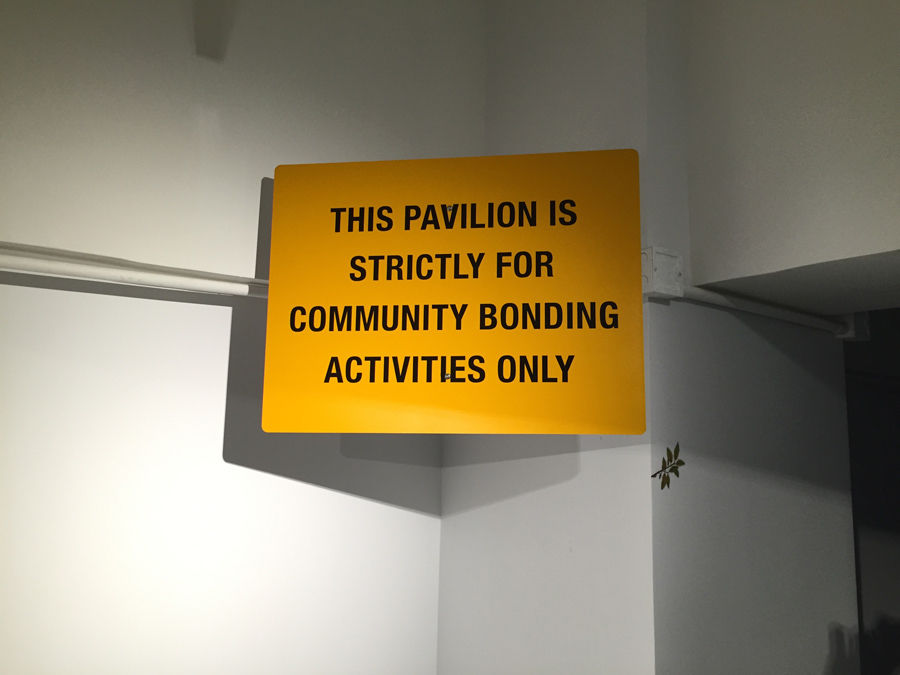 THIS PAVILION IS
STRICTLY FOR
COMMUNITY BONDING
ACTIVITIES ONLY